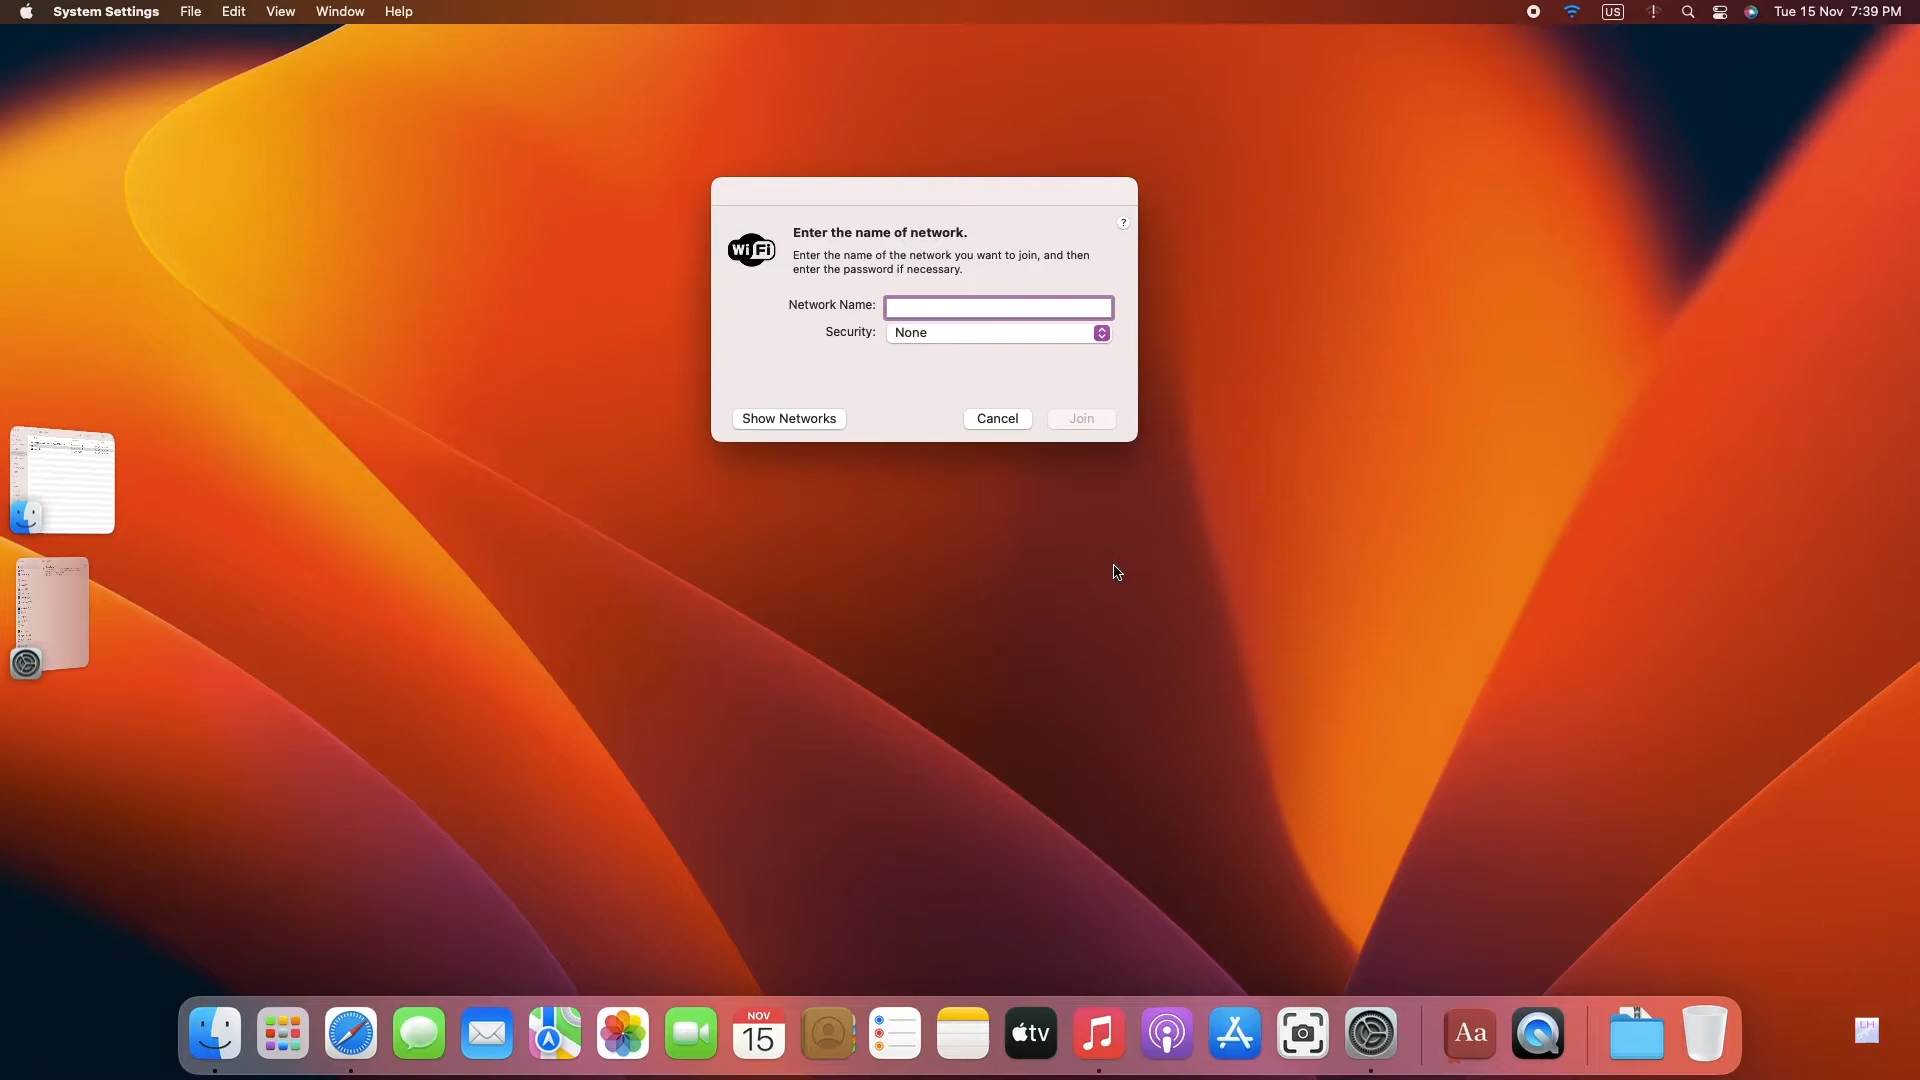 System Settings File Edit View Window Help US Tue 15 Nov 7:39 PM
?
WiFi
Enter the name of network.
Enter the name of the network you want to join, and then
enter the password if necessary.
Network Name:
Security: None
Show Networks Cancel Join
NOV
15
tv
Aa
LH